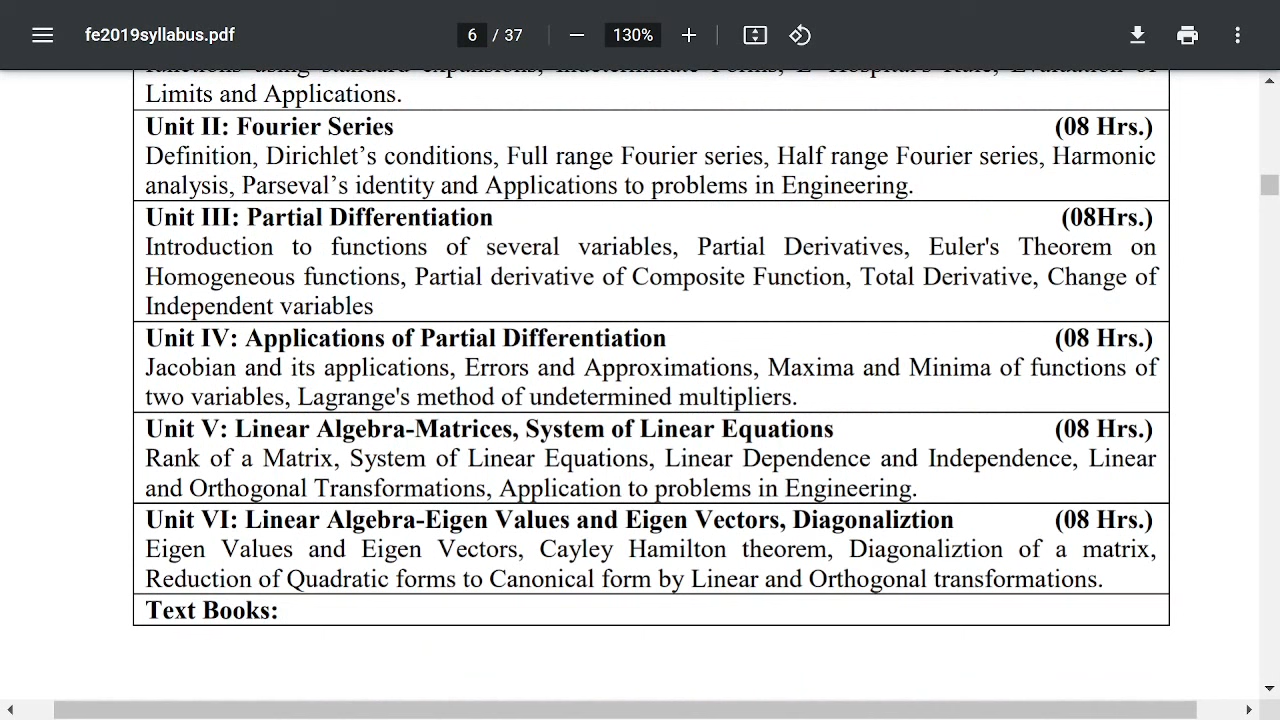 fe2019syllabus.pdf 6 / 37 130%
Limits and Applications.
Unit II: Fourier Series (08 Hrs.)
Definition, Dirichlet’s conditions, Full range Fourier series, Half range Fourier series, Harmonic
analysis, Parseval’s identity and Applications to problems in Engineering.
Unit III: Partial Differentiation (08Hrs.)
Introduction to functions of several variables, Partial Derivatives, Euler's Theorem on
Homogeneous functions, Partial derivative of Composite Function, Total Derivative, Change of
Independent variables
Unit IV: Applications of Partial Differentiation (08 Hrs.)
Jacobian and its applications, Errors and Approximations, Maxima and Minima of functions of
two variables, Lagrange's method of undetermined multipliers.
Unit V: Linear Algebra-Matrices, System of Linear Equations (08 Hrs.)
Rank of a Matrix, System of Linear Equations, Linear Dependence and Independence, Linear
and Orthogonal Transformations, Application to problems in Engineering.
Unit VI: Linear Algebra-Eigen Values and Eigen Vectors, Diagonaliztion (08 Hrs.)
Eigen Values and Eigen Vectors, Cayley Hamilton theorem, Diagonaliztion of a matrix,
Reduction of Quadratic forms to Canonical form by Linear and Orthogonal transformations.
Text Books: